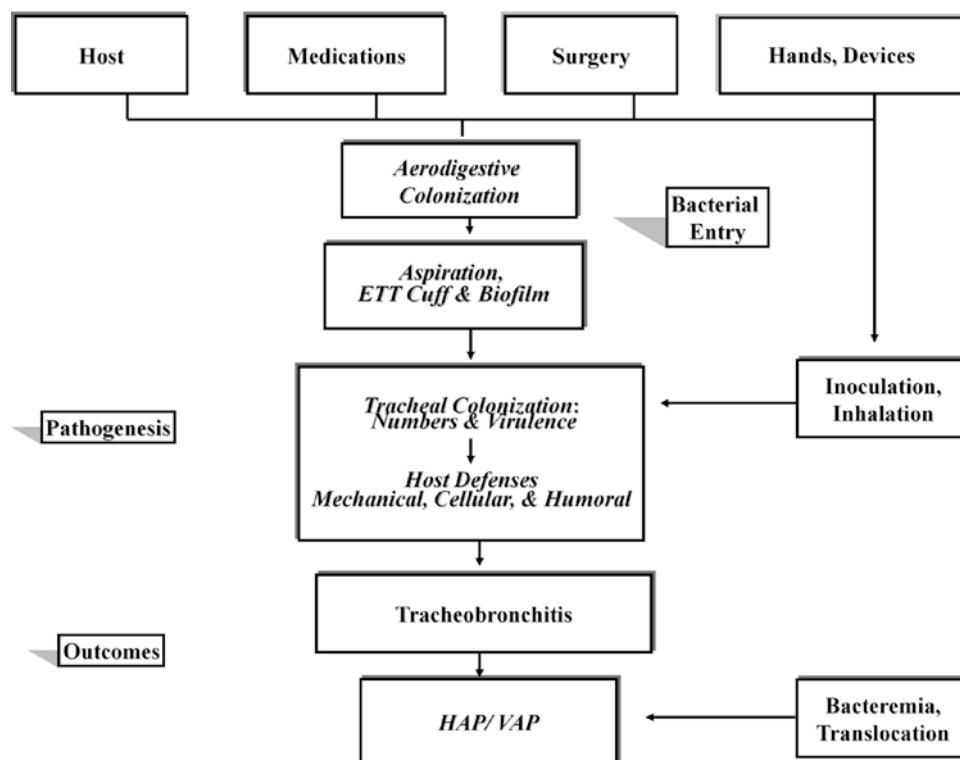 Host
Medications
Surgery
Hands, Devices
Aerodigestive
Colonization
Bacterial
Entry
Aspiration,
ETT Cuff & Biofilm
Tracheal Colonization:
Numbers & Virulence
Host Defenses
Mechanical, Cellular, & Humoral
Inoculation,
Inhalation
Pathogenesis
Tracheobronchitis
Outcomes
HAP/ VAP
Bacteremia,
Translocation